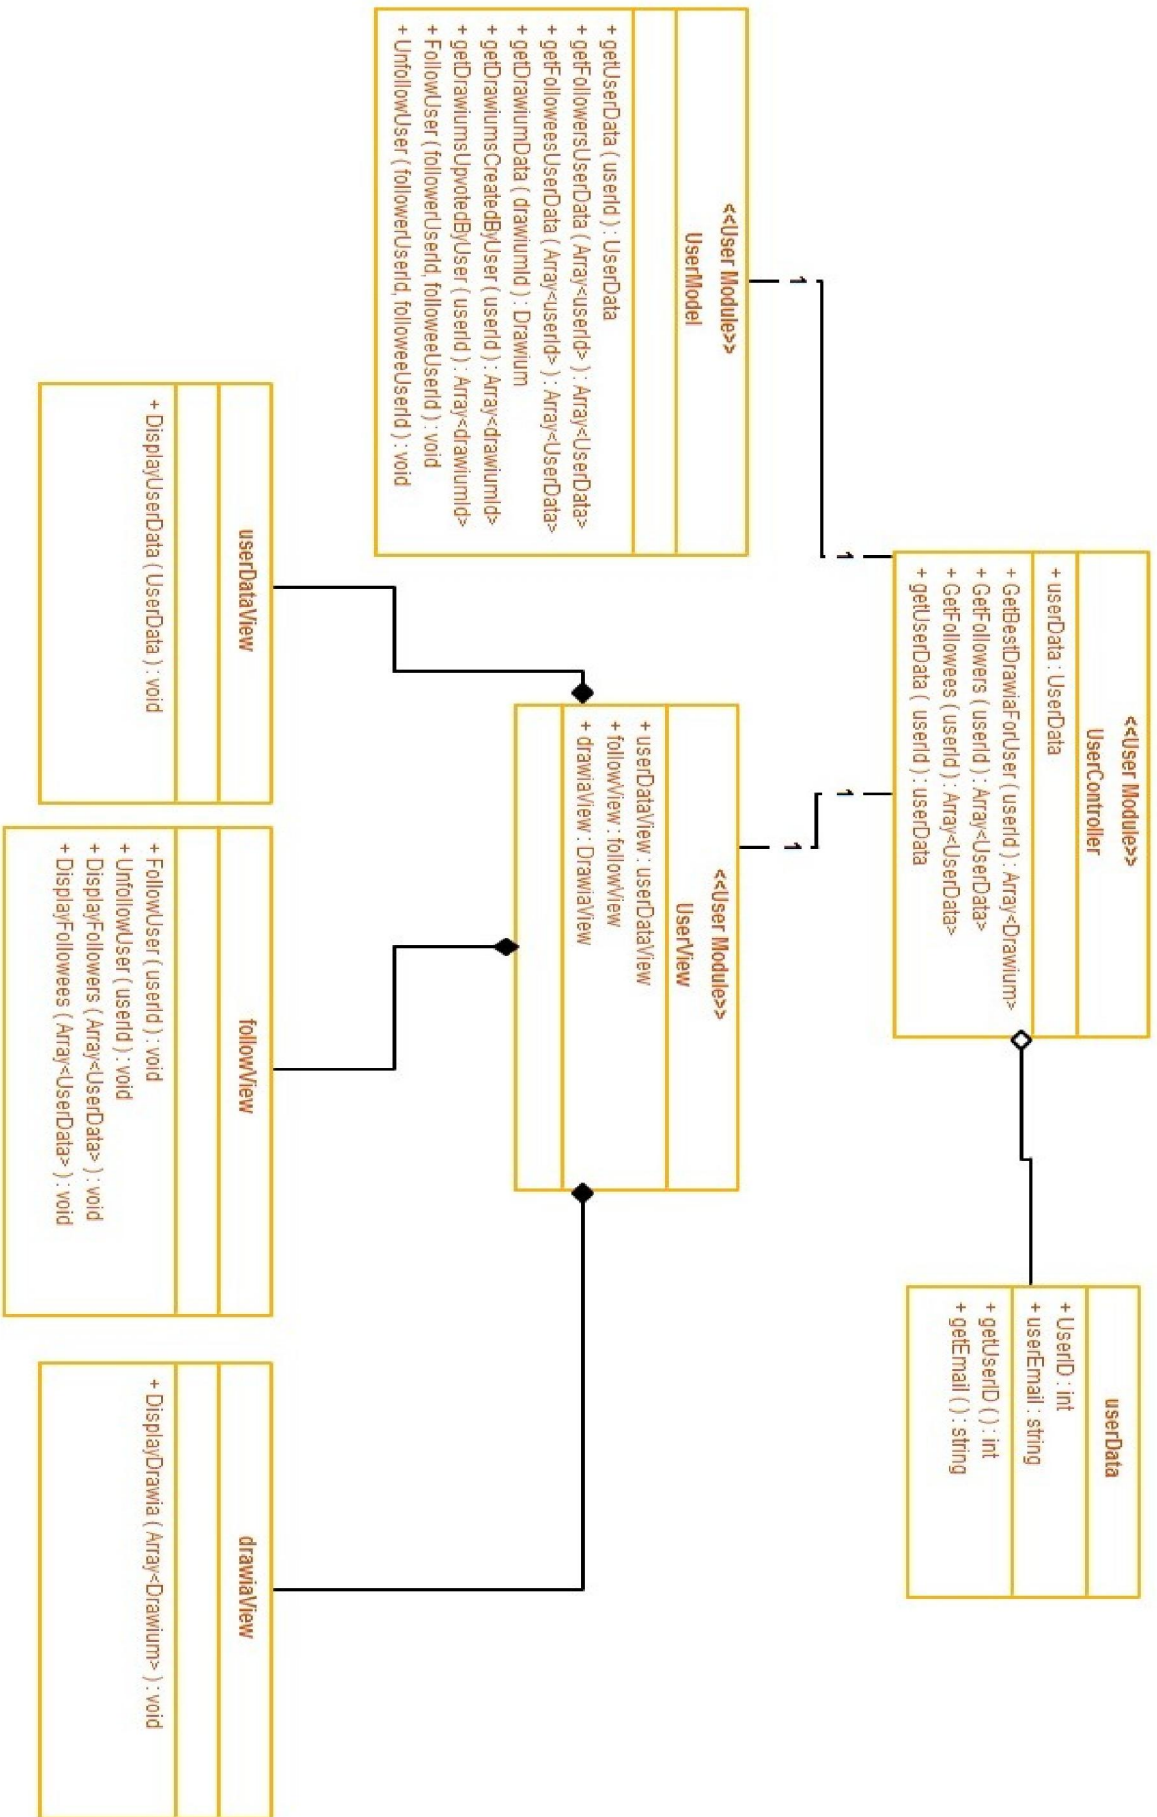 <<User Module>>
UserController
+ userData : UserData
+ GetBestDrawiaForUser ( userId ) : Array<Drawium>
+ GetFollowers ( userId ) : Array<UserData>
+ GetFollowees ( userId ) : Array<UserData>
+ getUserData ( userId ) : userData
userData
+ UserID : int
+ userEmail : string
+ getUserID ( ) : int
+ getEmail ( ) : string
1
1
1
1
<<User Module>>
UserModel
+ getUserData ( userId ) : UserData
+ getFollowersUserData ( Array<userId> ) : Array<UserData>
+ getFolloweesUserData ( Array<userId> ) : Array<UserData>
+ getDrawiumData ( drawiumId ) : Drawium
+ getDrawiumsCreatedByUser ( userId ) : Array<drawiumId>
+ getDrawiumsUpvotedByUser ( userId ) : Array<drawiumId>
+ FollowUser ( followerUserId, followeeUserId ) : void
+ UnfollowUser ( followerUserId, followeeUserId ) : void
<<User Module>>
UserView
+ userDataView : userDataView
+ followView : followView
+ drawiaView : DrawiaView
userDataView
+ DisplayUserData ( UserData ) : void
followView
+ FollowUser ( userId ) : void
+ UnfollowUser ( userId ) : void
+ DisplayFollowers ( Array<UserData> ) : void
+ DisplayFollowees ( Array<UserData> ) : void
drawiaView
+ DisplayDrawia ( Array<Drawium> ) : void